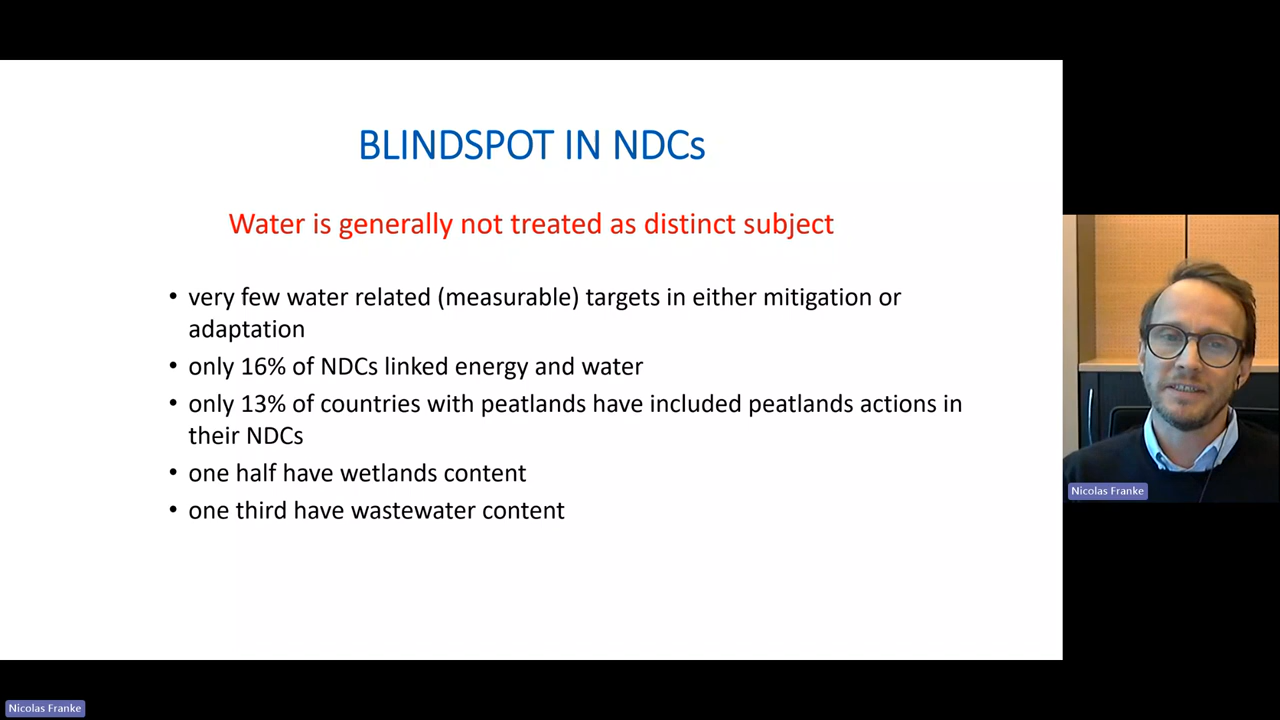 BLINDSPOT IN NDCs
Water is generally not treated as distinct subject
• very few water related (measurable) targets in either mitigation or
adaptation
• only 16% of NDCs linked energy and water
• only 13% of countries with peatlands have included peatlands actions in
their NDCs
• one half have wetlands content
• one third have wastewater content
Nicolas Franke
Nicolas Franke